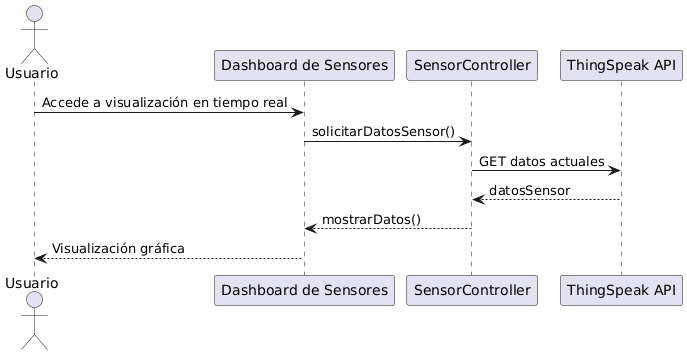 Usuario
Dashboard de Sensores
SensorController
ThingSpeak API
Accede a visualización en tiempo real
solicitarDatosSensor()
GET datos actuales
datosSensor
mostrarDatos()
Visualización gráfica
Usuario
Dashboard de Sensores
SensorController
ThingSpeak API